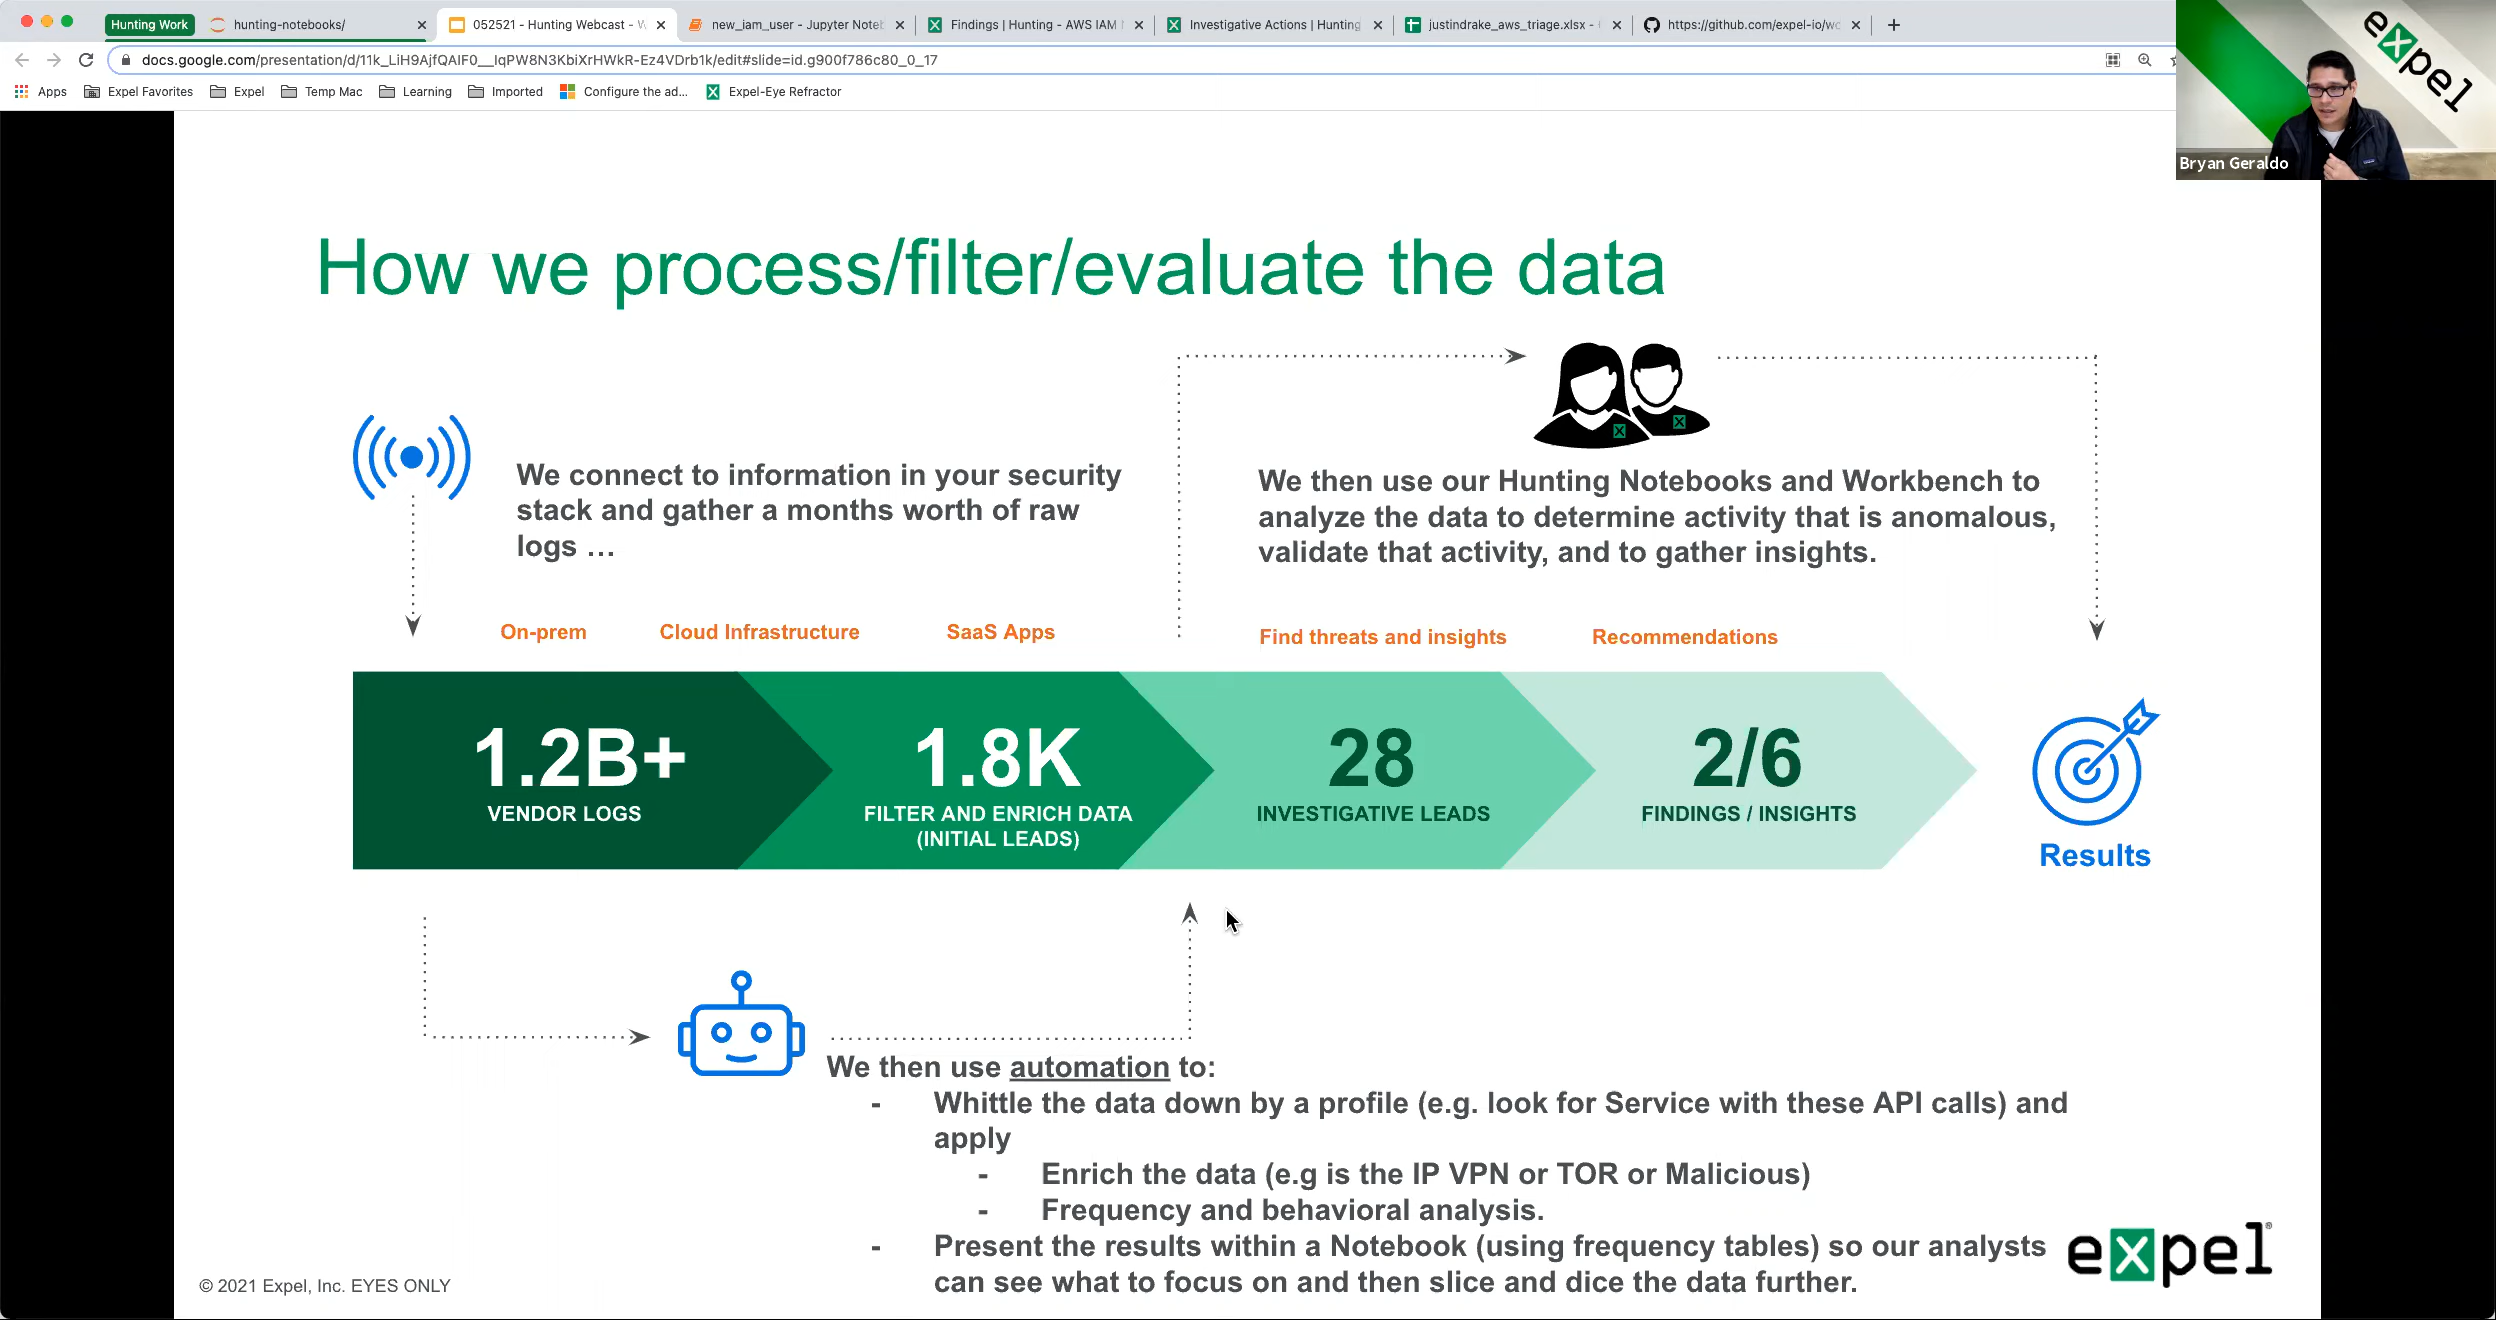 Hunting Work
hunting-notebooks/
052521 - Hunting Webcast - W
new_iam_user - Jupyter Noteb
Findings | Hunting - AWS IAM
Investigative Actions | Hunting
justindrake_aws_triage.xlsx -
https://github.com/expel-io/wo
docs.google.com/presentation/d/11k_LiH9AjfQAIF0__IqPW8N3KbiXrHWkR-Ez4VDrb1k/edit#slide=id.g900f786c80_0_17
Apps
Expel Favorites
Expel
Temp Mac
Learning
Imported
Configure the ad...
Expel-Eye Refractor
expel
Bryan Geraldo
How we process/filter/evaluate the data
We connect to information in your security
stack and gather a months worth of raw
logs …
We then use our Hunting Notebooks and Workbench to
analyze the data to determine activity that is anomalous,
validate that activity, and to gather insights.
On-prem
Cloud Infrastructure
SaaS Apps
Find threats and insights
Recommendations
1.2B+
VENDOR LOGS
1.8K
FILTER AND ENRICH DATA
(INITIAL LEADS)
28
INVESTIGATIVE LEADS
2/6
FINDINGS / INSIGHTS
Results
We then use automation to:
- Whittle the data down by a profile (e.g. look for Service with these API calls) and
apply
- Enrich the data (e.g is the IP VPN or TOR or Malicious)
- Frequency and behavioral analysis.
- Present the results within a Notebook (using frequency tables) so our analysts
can see what to focus on and then slice and dice the data further.
© 2021 Expel, Inc. EYES ONLY
expel®